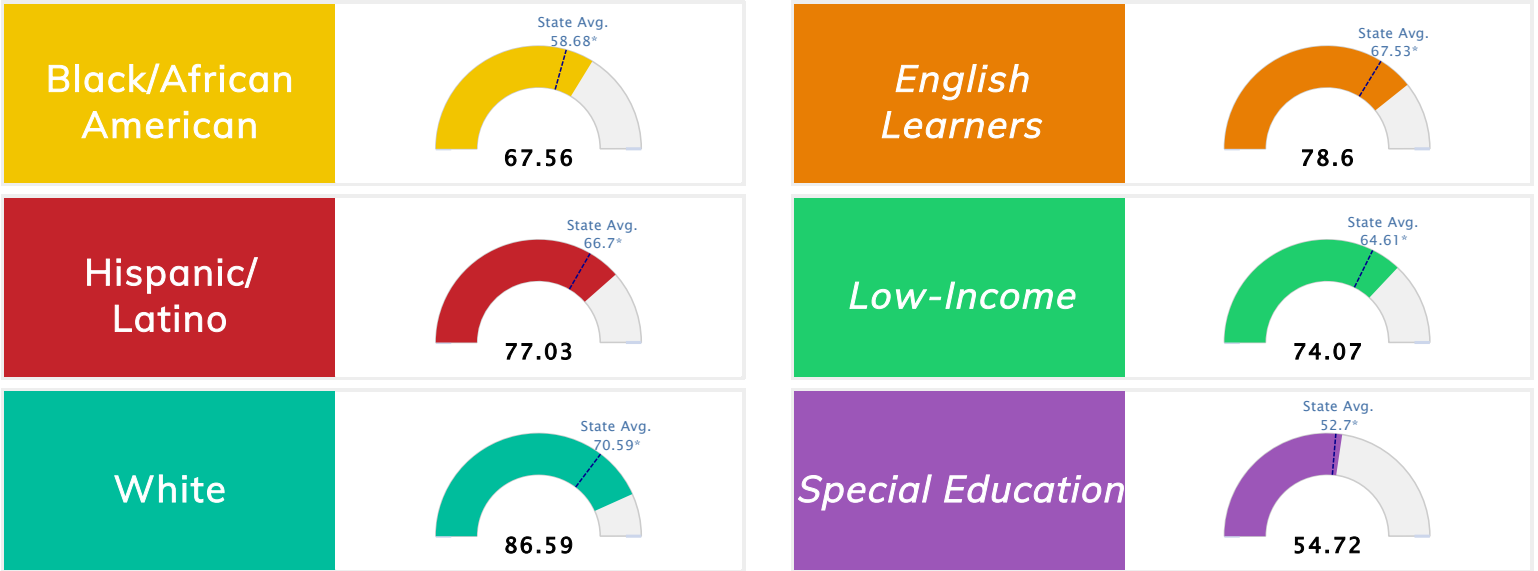 Black/African
American
State Avg.
58.68*
67.56
English
Learners
State Avg.
67.53*
78.6
Hispanic/
Latino
State Avg.
66.7*
77.03
Low-Income
State Avg.
64.61*
74.07
White
State Avg.
70.59*
86.59
Special Education
State Avg.
52.7*
54.72